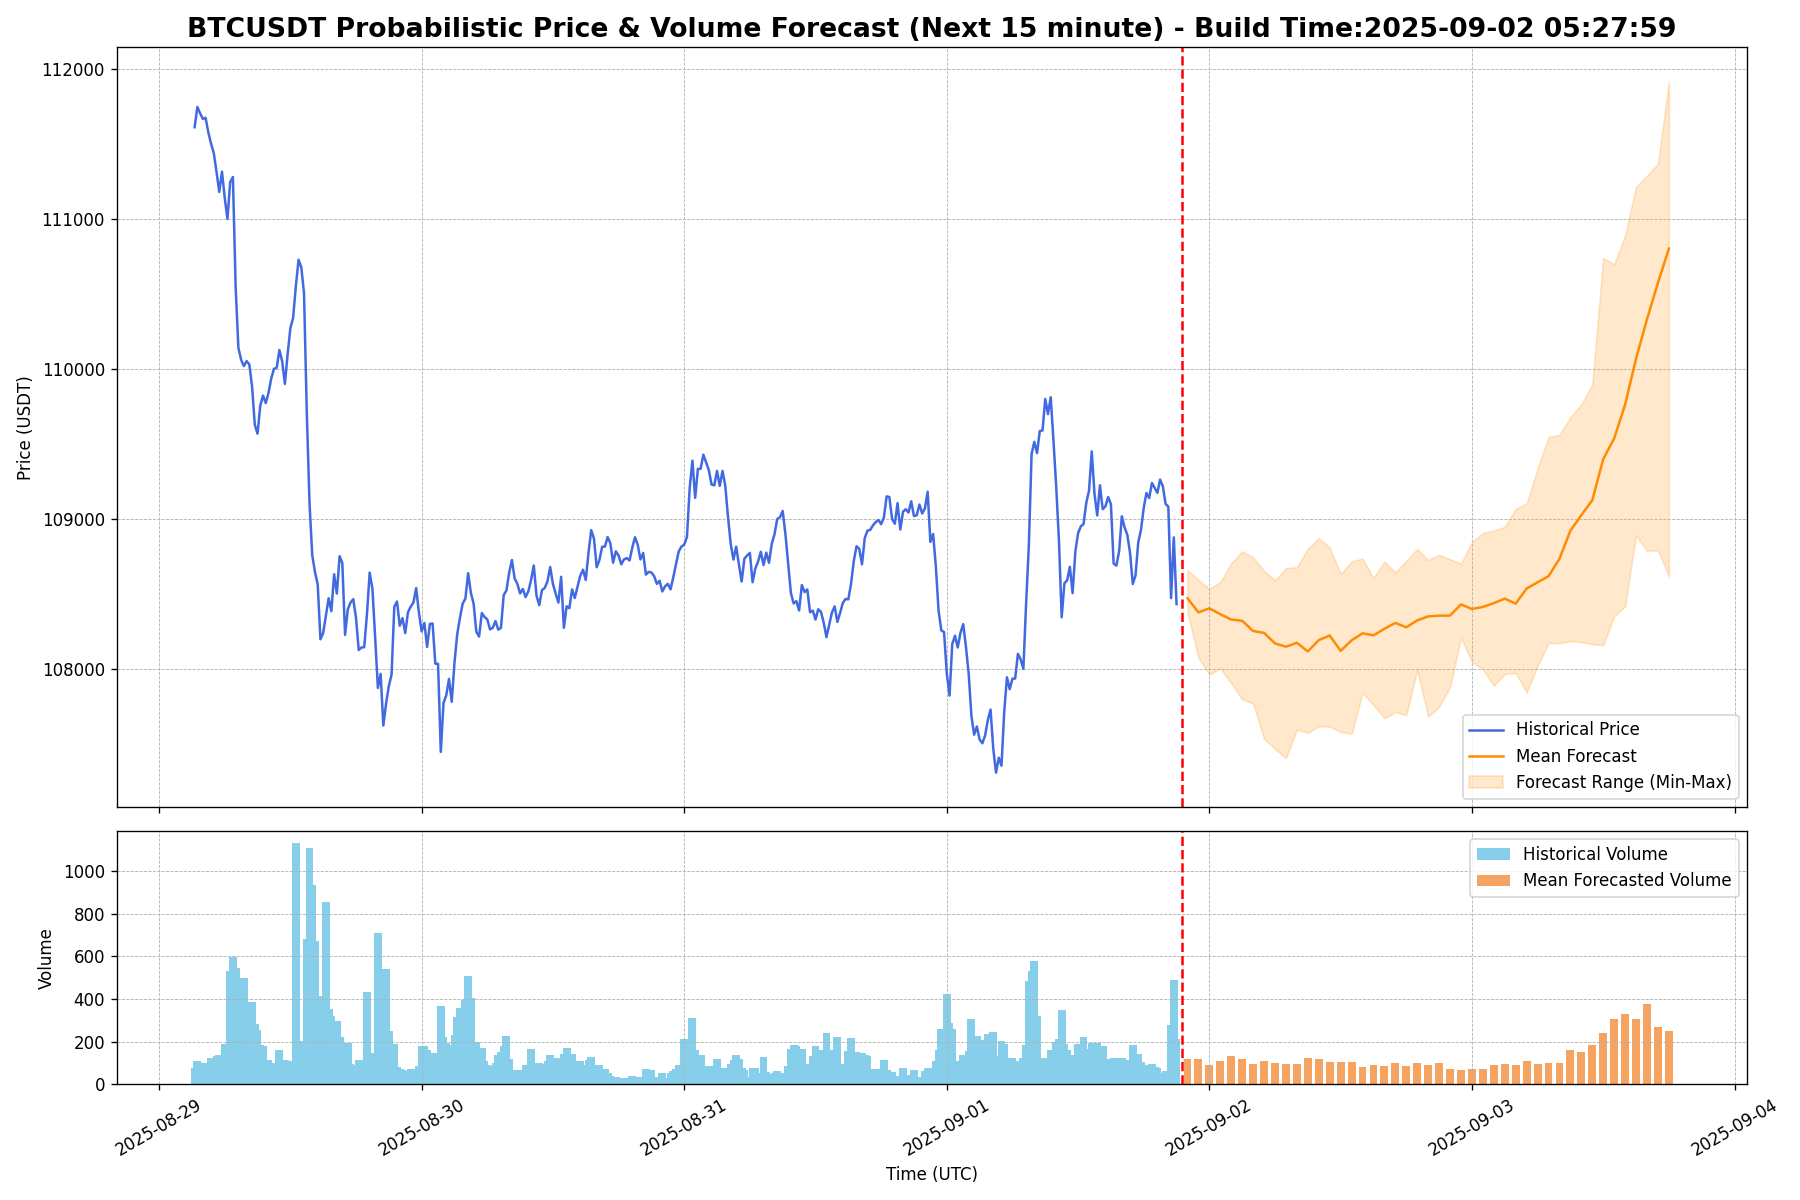 BTCUSDT Probabilistic Price & Volume Forecast (Next 15 minute) - Build Time:2025-09-02 05:27:59
112000
111000
110000
109000
108000
Price (USDT)
Historical Price
Mean Forecast
Forecast Range (Min-Max)
1000
800
600
400
200
0
Volume
Historical Volume
Mean Forecasted Volume
2025-08-29
2025-08-30
2025-08-31
2025-09-01
2025-09-02
2025-09-03
2025-09-04
Time (UTC)